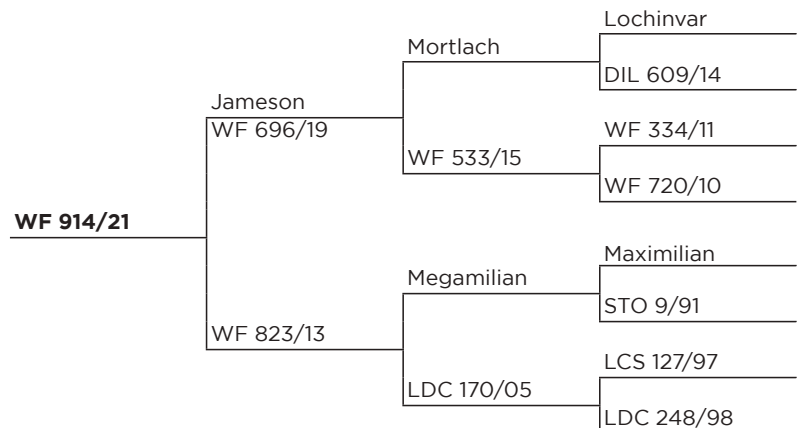 Lochinvar
Mortlach
DIL 609/14
Jameson
WF 696/19
WF 334/11
WF 533/15
WF 720/10
WF 914/21
Maximilian
Megamilian
STO 9/91
WF 823/13
LCS 127/97
LDC 170/05
LDC 248/98